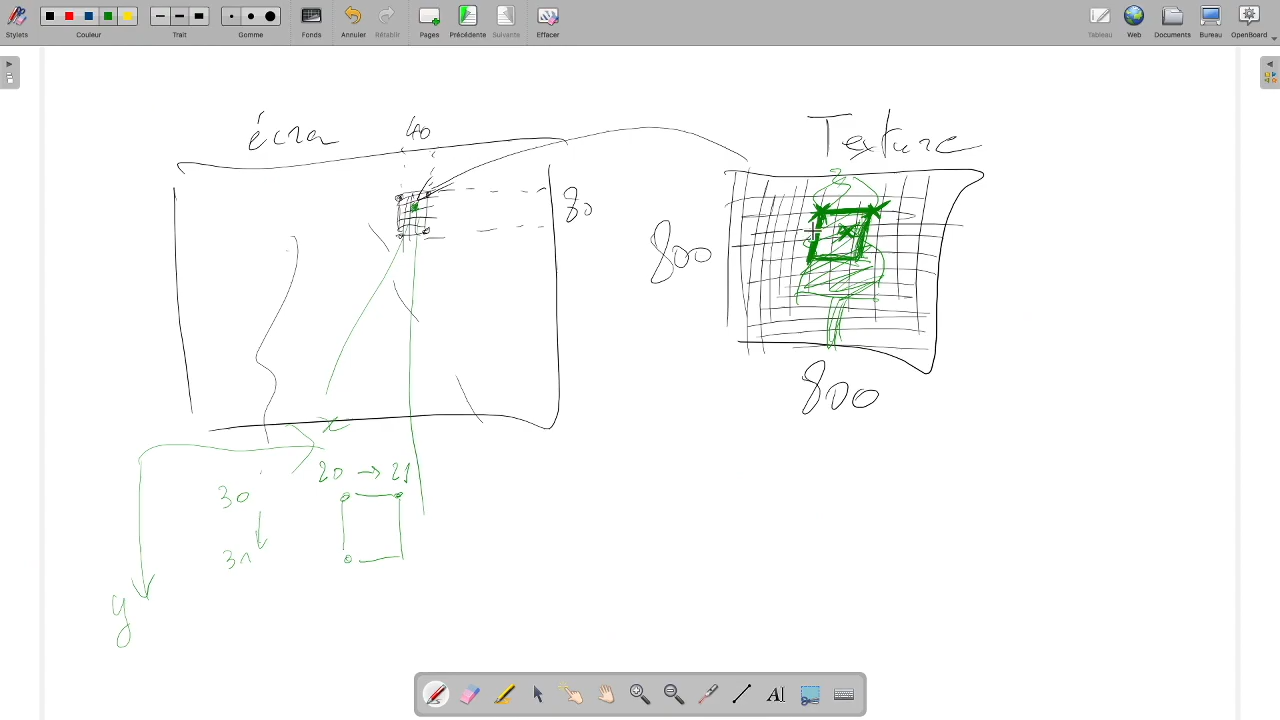 Stylets
Couleur
Trait
Gomme
Fonds
Annuler
Rétablir
Pages
Précédente
Suivante
Effacer
Tableau
Web
Documents
Bureau
OpenBoard
écra
40
Texture
80
800
800
x
20 → 21
30
31
y
A